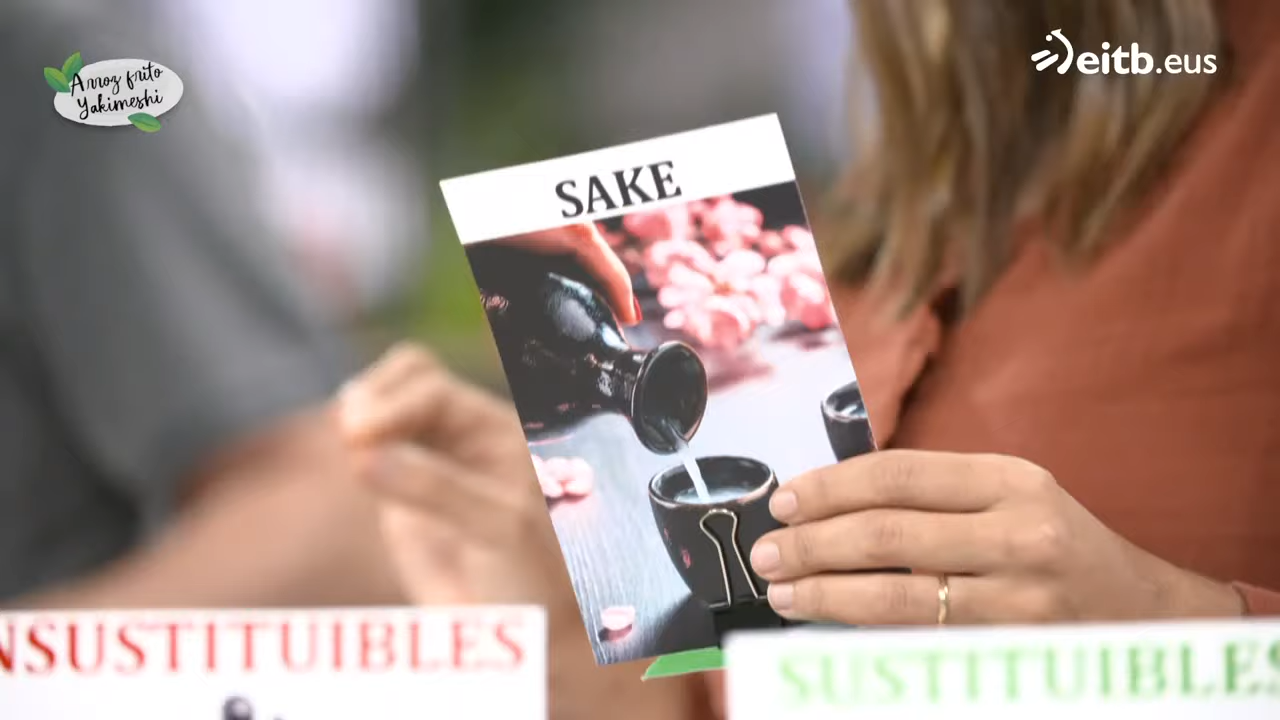 Arroz frito
Yakimeshi
eitb.eus
SAKE
NSUSTITUIBLES
SUSTITUIBLES